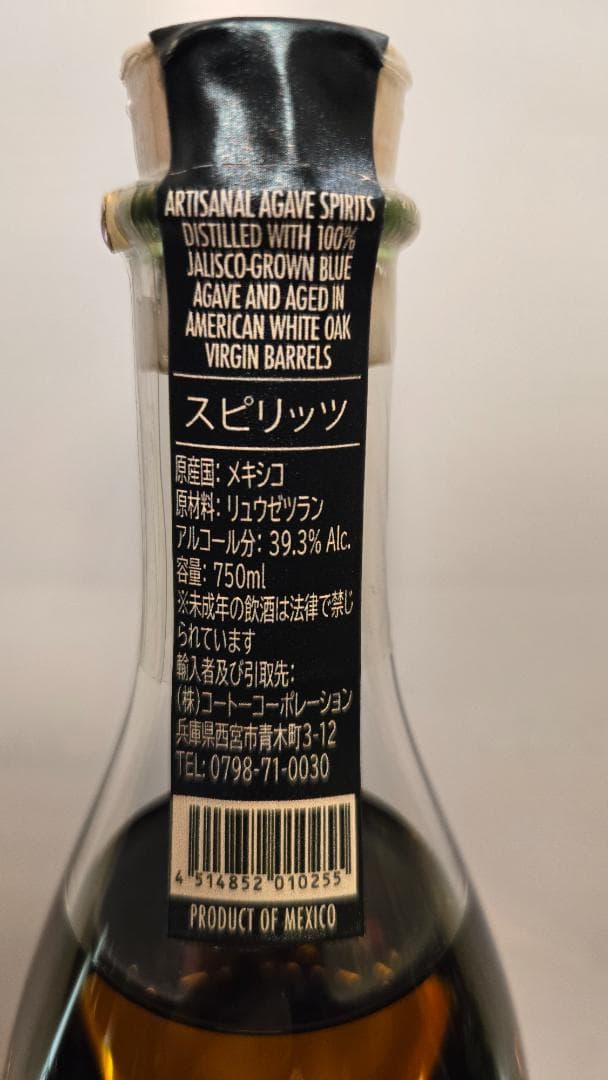 ARTISANAL AGAVE SPIRITS
DISTILLED WITH 100%
JALISCO-GROWN BLUE
AGAVE AND AGED IN
AMERICAN WHITE OAK
VIRGIN BARRELS
スピリッツ
原産国: メキシコ
原材料: リュウゼツラン
アルコール分: 39.3% Alc.
容量: 750ml
※未成年の飲酒は法律で禁じ
られています
輸入者及び引取先:
(株)コートーコーポレーション
兵庫県西宮市青木町3-12
TEL: 0798-71-0030
4 514852 010255
PRODUCT OF MEXICO